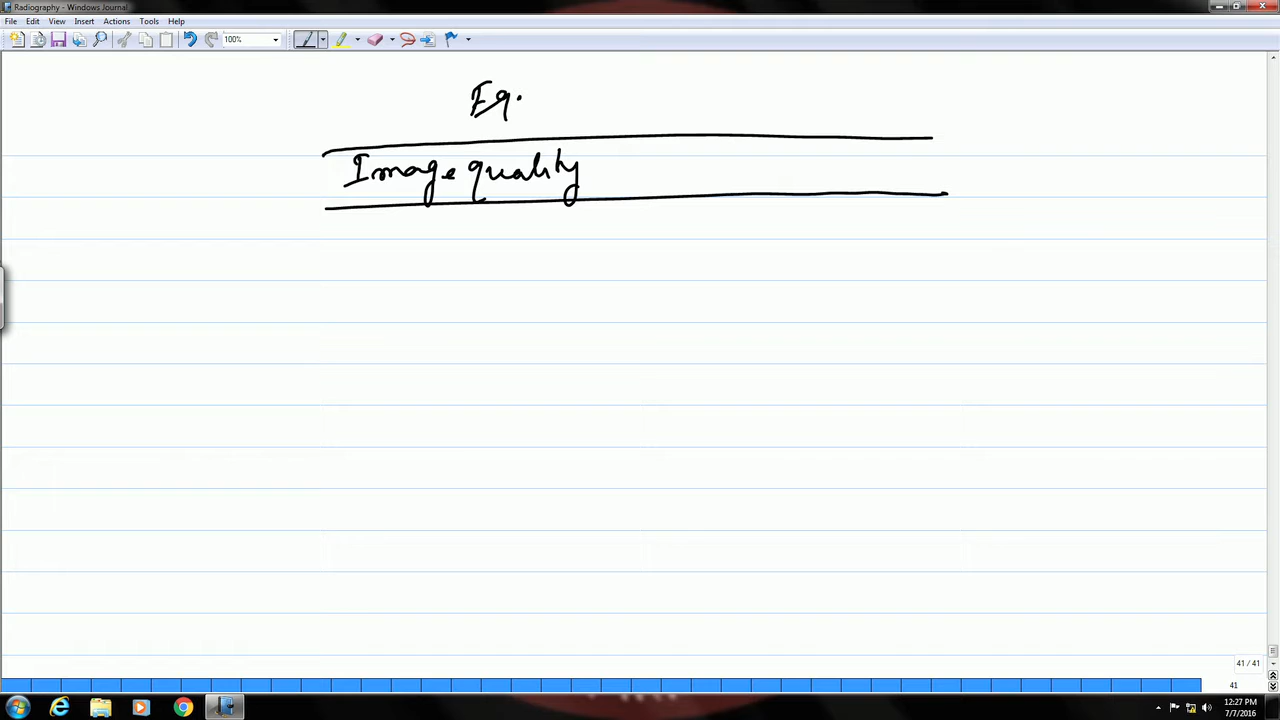 Radiography - Windows Journal
File Edit View Insert Actions Tools Help
100%
Eg.
Image quality
41 / 41
41
12:27 PM
7/7/2016